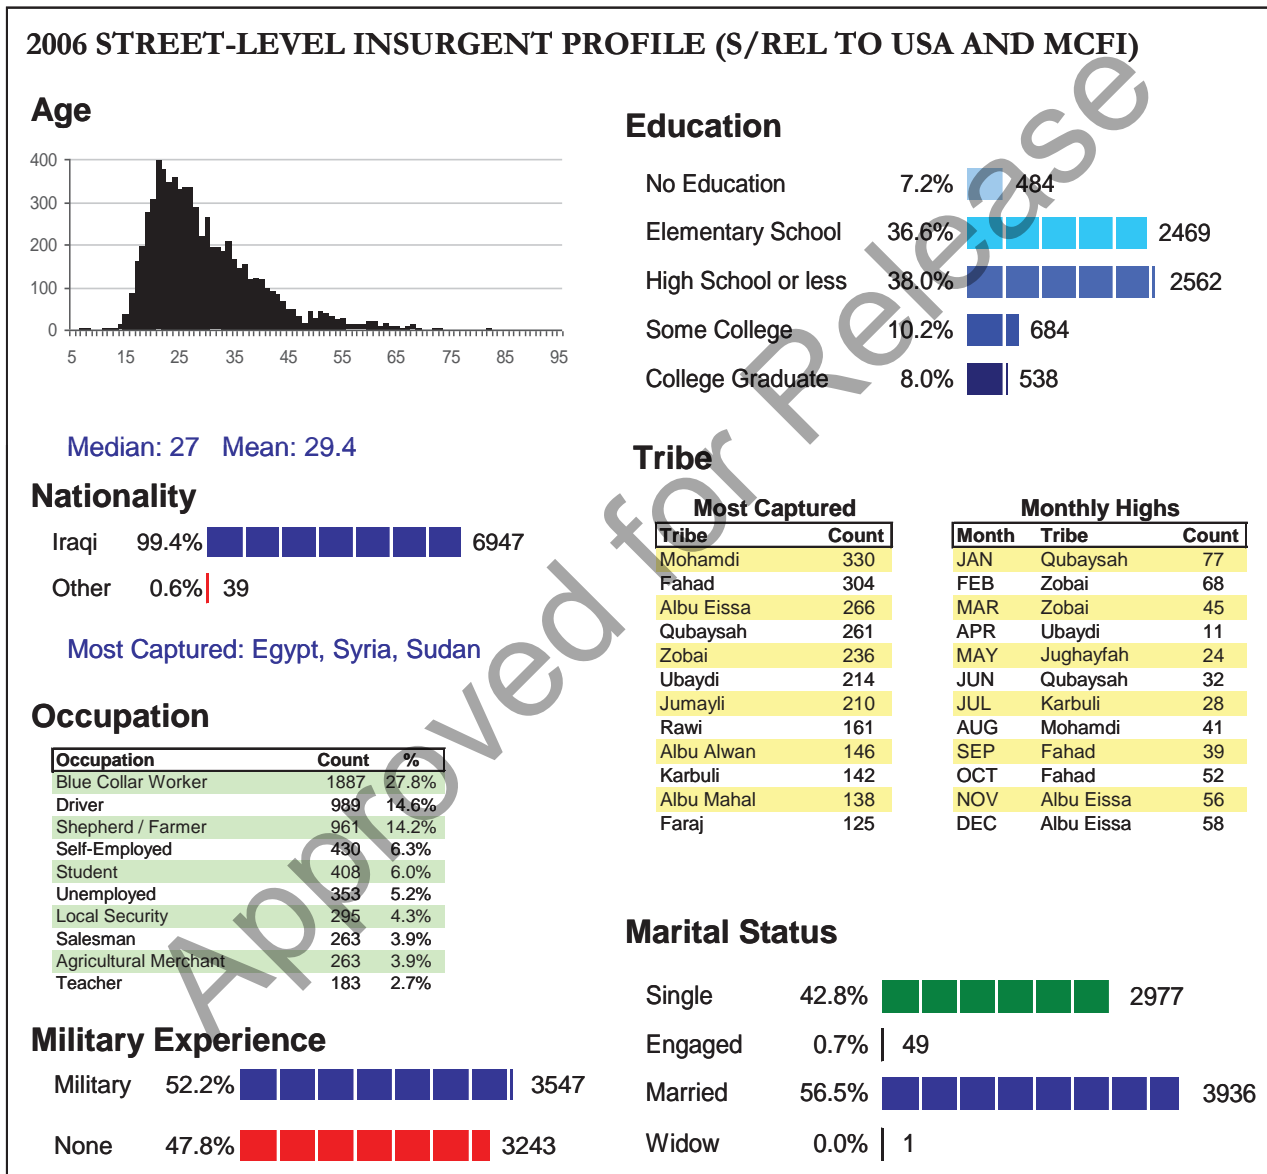 2006 STREET-LEVEL INSURGENT PROFILE (S/REL TO USA AND MCFI)
Age
400
300
200
100
0
5 15 25 35 45 55 65 75 85 95
Median: 27 Mean: 29.4
Nationality
Iraqi 99.4% 6947
Other 0.6% 39
Most Captured: Egypt, Syria, Sudan
Occupation
Occupation Count %
Blue Collar Worker 1887 27.8%
Driver 989 14.6%
Shepherd / Farmer 961 14.2%
Self-Employed 430 6.3%
Student 408 6.0%
Unemployed 353 5.2%
Local Security 295 4.3%
Salesman 263 3.9%
Agricultural Merchant 263 3.9%
Teacher 183 2.7%
Military Experience
Military 52.2% 3547
None 47.8% 3243
Education
No Education 7.2% 484
Elementary School 36.6% 2469
High School or less 38.0% 2562
Some College 10.2% 684
College Graduate 8.0% 538
Tribe
Most Captured
Tribe Count
Mohamdi 330
Fahad 304
Albu Eissa 266
Qubaysah 261
Zobai 236
Ubaydi 214
Jumayli 210
Rawi 161
Albu Alwan 146
Karbuli 142
Albu Mahal 138
Faraj 125
Monthly Highs
Month Tribe Count
JAN Qubaysah 77
FEB Zobai 68
MAR Zobai 45
APR Ubaydi 11
MAY Jughayfah 24
JUN Qubaysah 32
JUL Karbuli 28
AUG Mohamdi 41
SEP Fahad 39
OCT Fahad 52
NOV Albu Eissa 56
DEC Albu Eissa 58
Marital Status
Single 42.8% 2977
Engaged 0.7% 49
Married 56.5% 3936
Widow 0.0% 1
Approved for Release